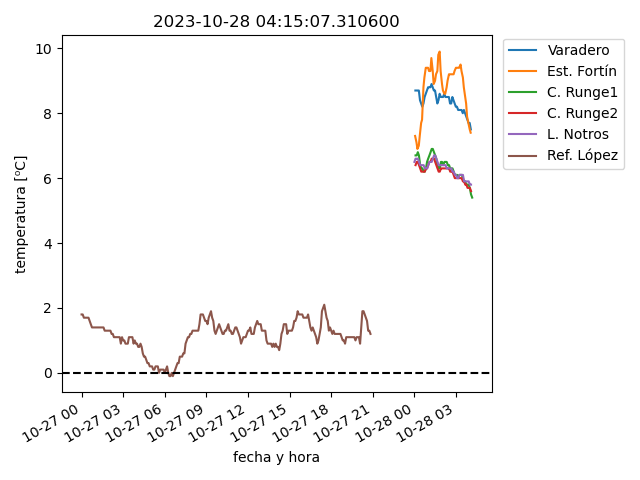 2023-10-28 04:15:07.310600
Varadero
Est. Fortín
C. Runge1
C. Runge2
L. Notros
Ref. López
temperatura [ºC]
10
8
6
4
2
0
10-27 00
10-27 03
10-27 06
10-27 09
10-27 12
10-27 15
10-27 18
10-27 21
10-28 00
10-28 03
fecha y hora